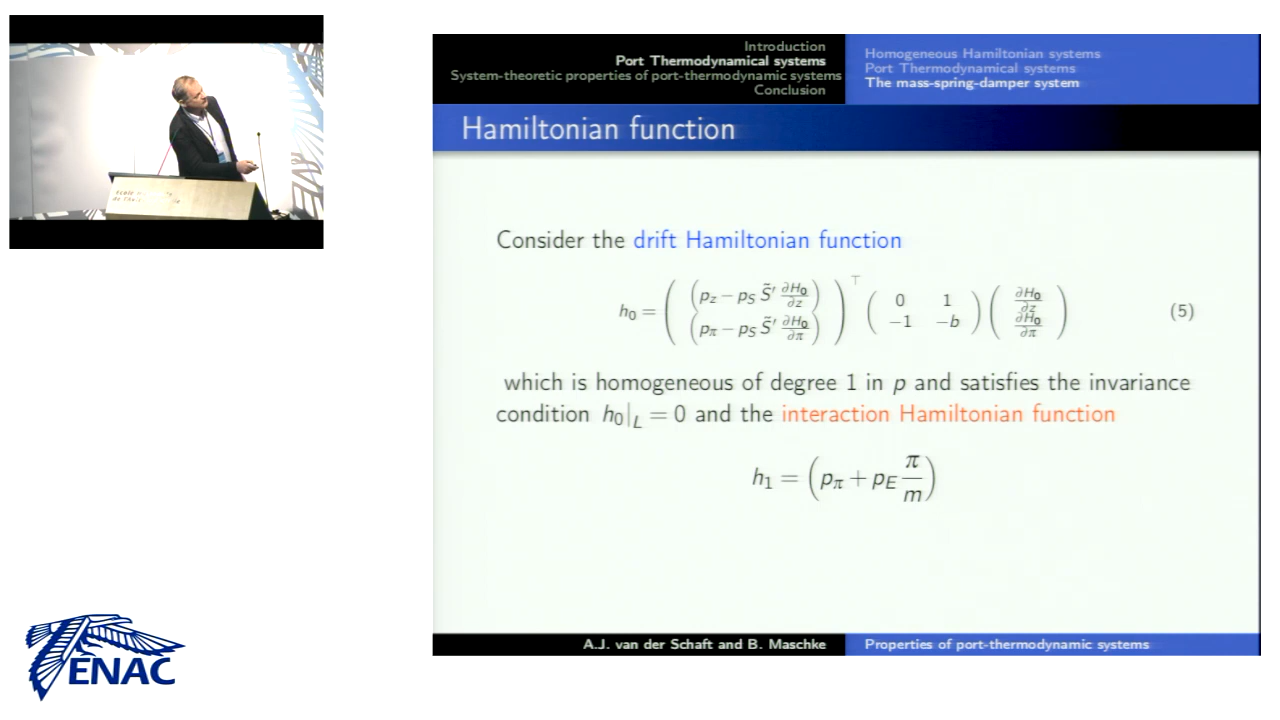 Introduction
Port Thermodynamical systems
System-theoretic properties of port-thermodynamic systems
Conclusion
Homogeneous Hamiltonian systems
Port Thermodynamical systems
The mass-spring-damper system
Hamiltonian function
Consider the drift Hamiltonian function
h₀ = ( (p_z − p_S S̃′ ∂H₀/∂z) (p_π − p_S S̃′ ∂H₀/∂π) )^⊤ ( 0 1 −1 −b ) ( ∂H₀/∂z ∂H₀/∂π ) (5)
which is homogeneous of degree 1 in p and satisfies the invariance
condition h₀|_L = 0 and the interaction Hamiltonian function
h₁ = ( p_π + p_E π/m )
A.J. van der Schaft and B. Maschke
Properties of port-thermodynamic systems
ENAC